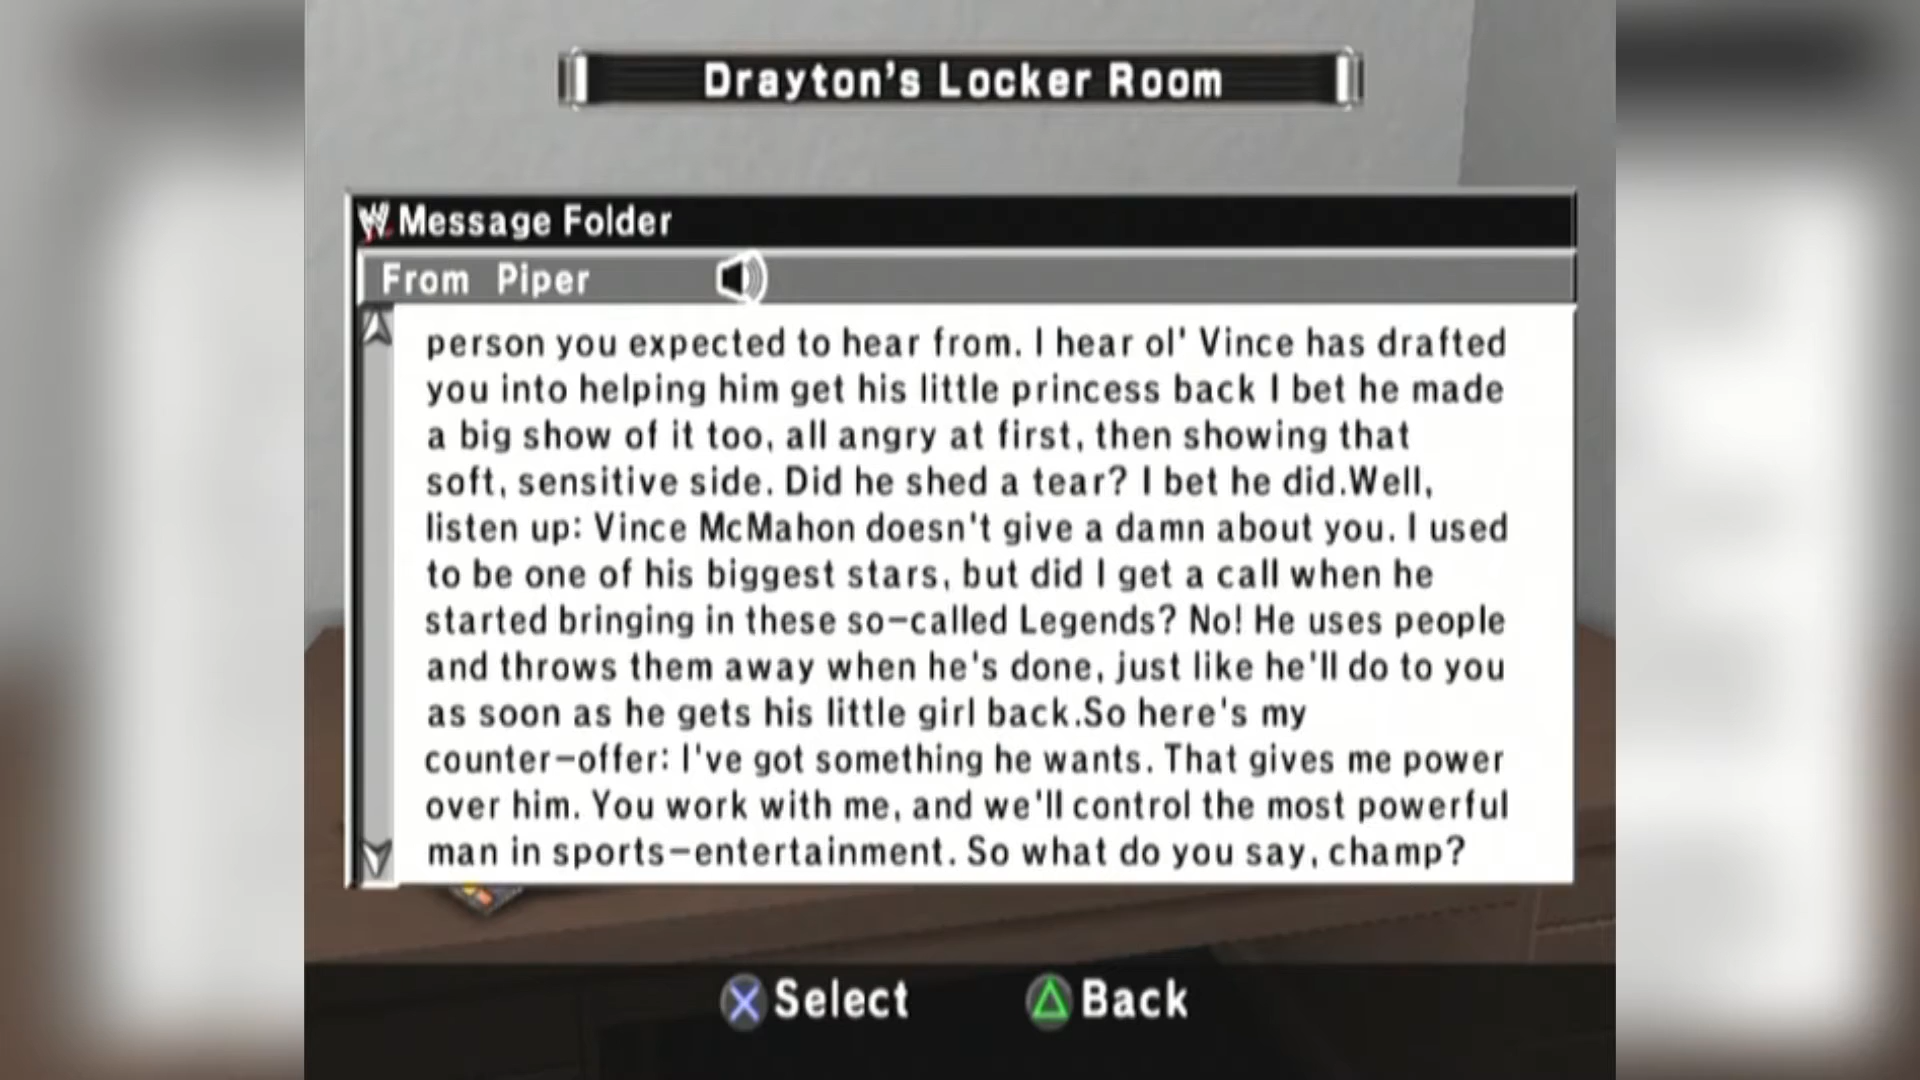 Drayton's Locker Room
W Message Folder
From Piper
person you expected to hear from. I hear ol' Vince has drafted
you into helping him get his little princess back I bet he made
a big show of it too, all angry at first, then showing that
soft, sensitive side. Did he shed a tear? I bet he did.Well,
listen up: Vince McMahon doesn't give a damn about you. I used
to be one of his biggest stars, but did I get a call when he
started bringing in these so-called Legends? No! He uses people
and throws them away when he's done, just like he'll do to you
as soon as he gets his little girl back.So here's my
counter-offer: I've got something he wants. That gives me power
over him. You work with me, and we'll control the most powerful
man in sports-entertainment. So what do you say, champ?
Select Back